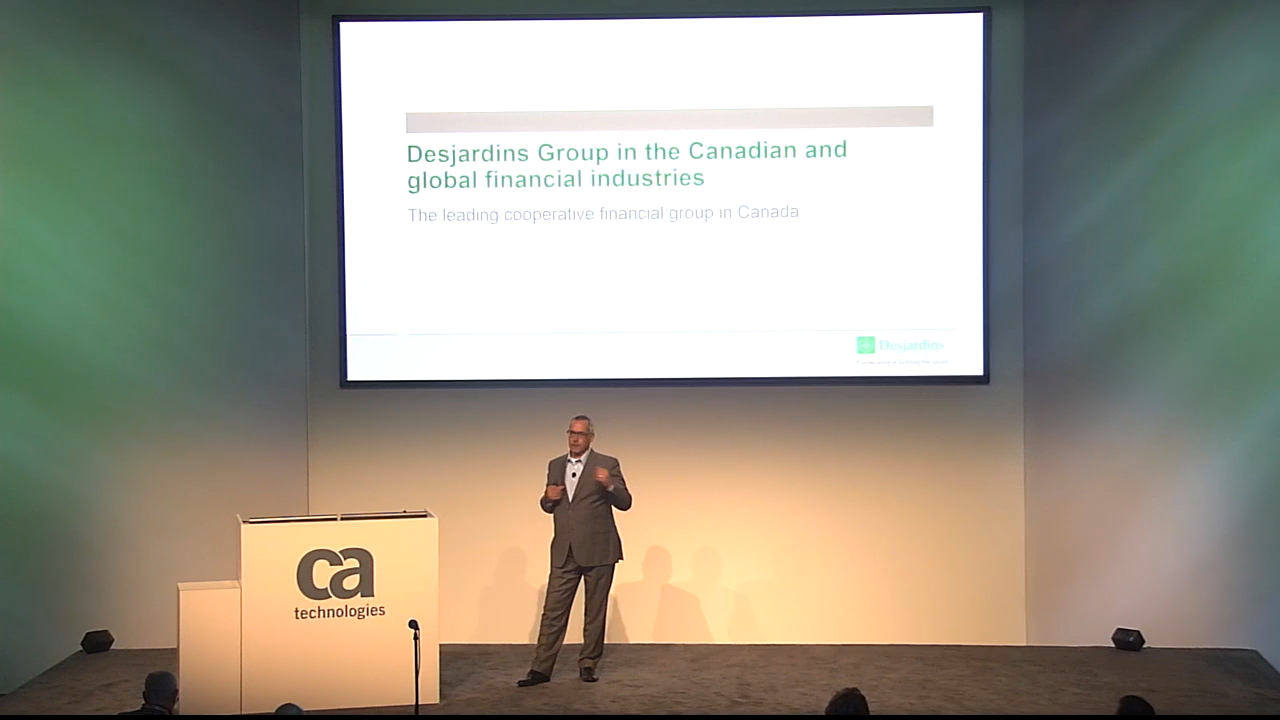 Desjardins Group in the Canadian and
global financial industries
The leading cooperative financial group in Canada
Desjardins
ca
technologies